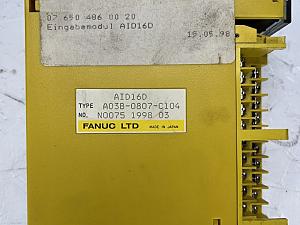 07 650 486 00 20
Eingabemodul AID16D
19.05.98
AID16D
TYPE A03B-0807-C104
NO. N0075 1998 03
FANUC LTD MADE IN JAPAN